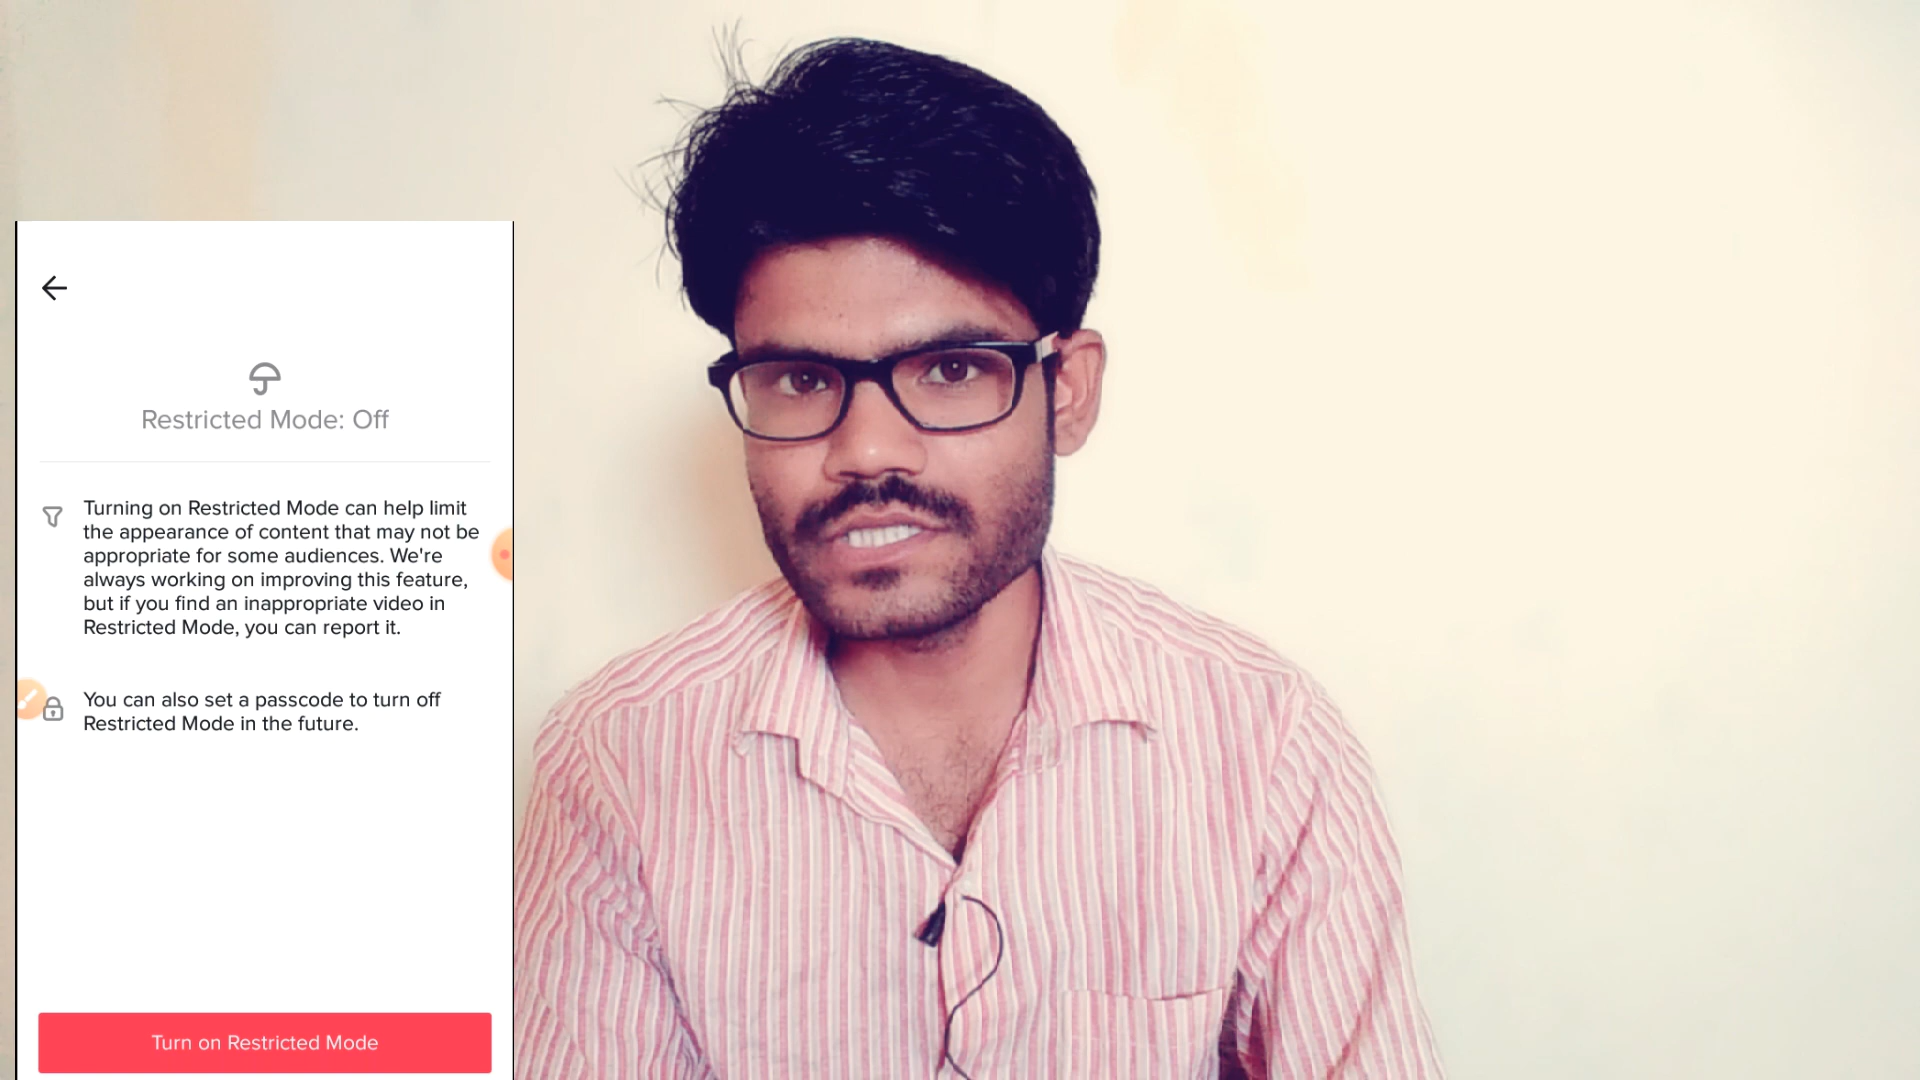 Restricted Mode: Off
Turning on Restricted Mode can help limit
the appearance of content that may not be
appropriate for some audiences. We're
always working on improving this feature,
but if you find an inappropriate video in
Restricted Mode, you can report it.
You can also set a passcode to turn off
Restricted Mode in the future.
Turn on Restricted Mode